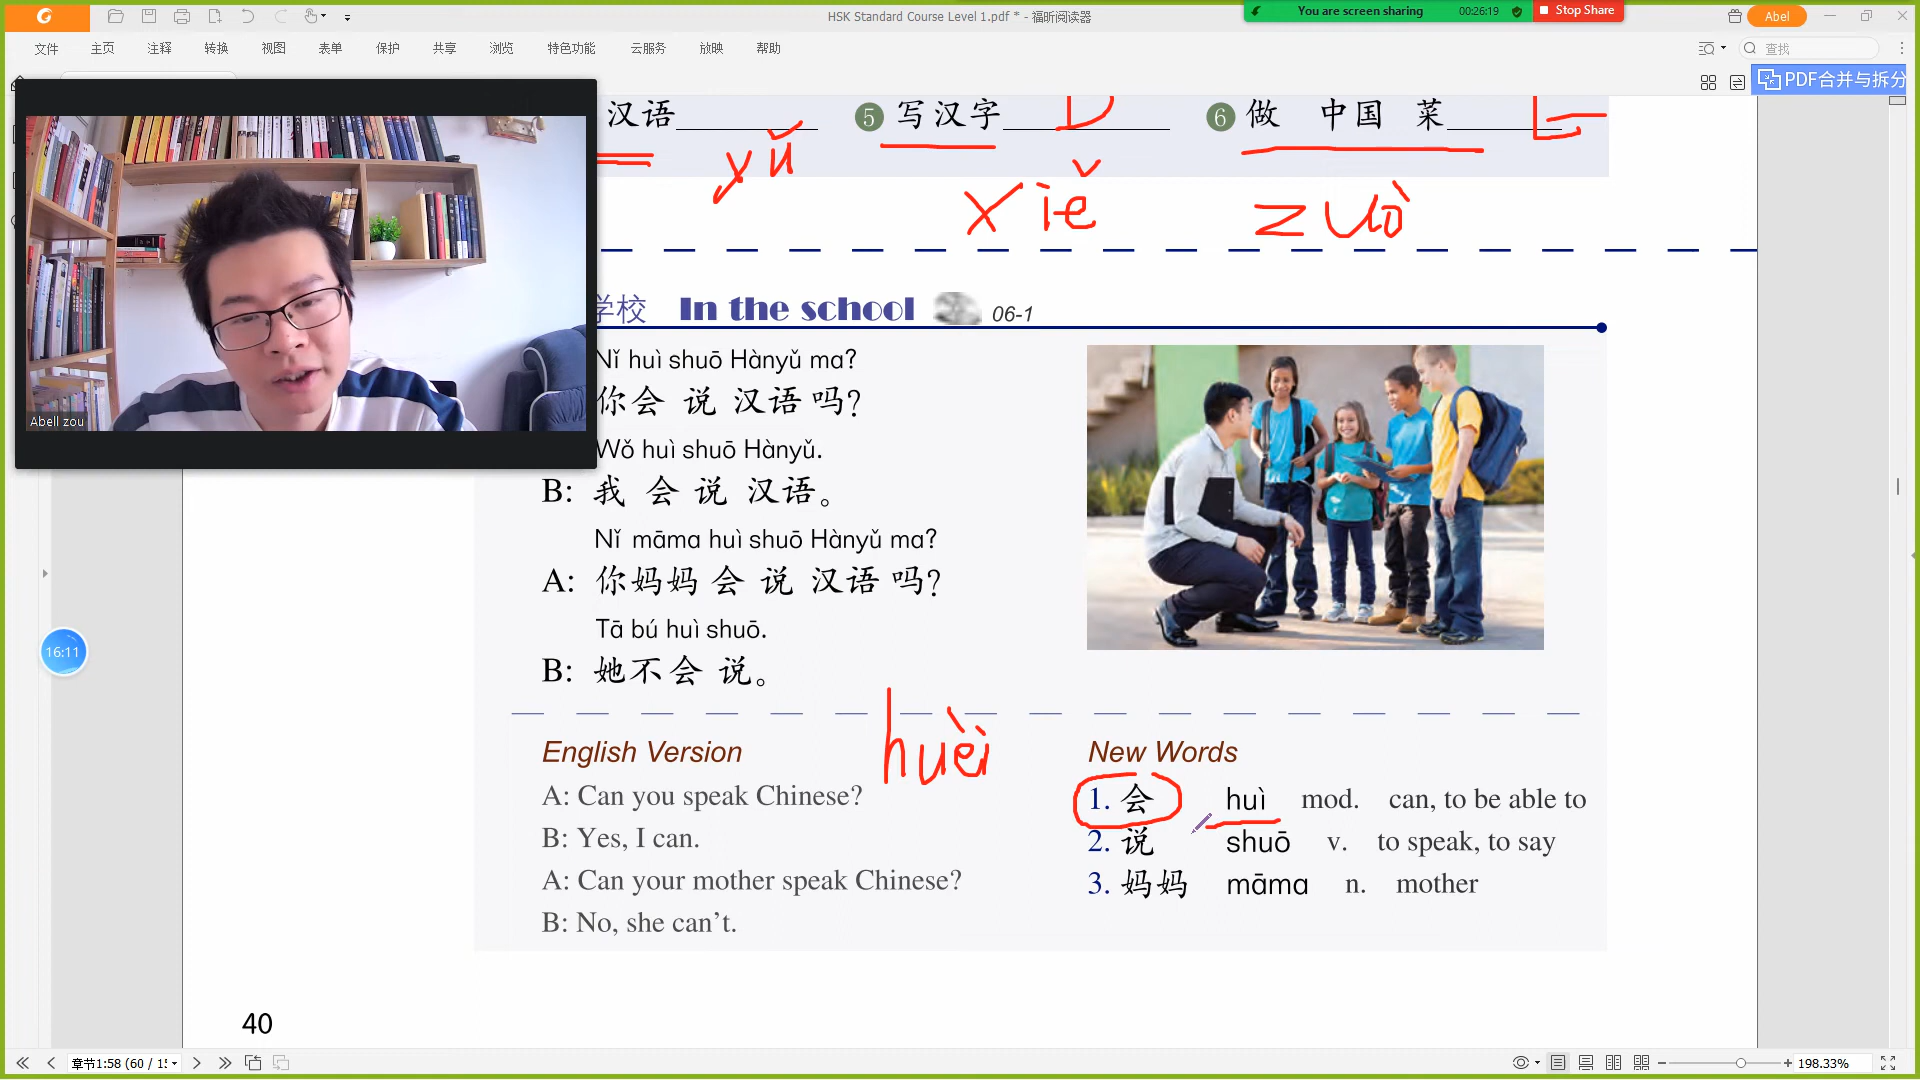 HSK Standard Course Level 1.pdf * - 福昕阅读器
You are screen sharing 00:26:19 Stop Share
Abel
文件 主页 注释 转换 视图 表单 保护 共享 浏览 特色功能 云服务 放映 帮助
查找
PDF合并与拆分
汉语 5 写汉字 6 做 中国 菜
D E
yǔ xiě zuò
学校 In the school 06-1
Abell zou
Nǐ huì shuō Hànyǔ ma?
你会 说 汉语 吗?
Wǒ huì shuō Hànyǔ.
B: 我 会 说 汉语。
Nǐ māma huì shuō Hànyǔ ma?
A: 你妈妈 会 说 汉语 吗?
Tā bú huì shuō.
B: 她不会 说。
16:11
huèi
English Version
A: Can you speak Chinese?
B: Yes, I can.
A: Can your mother speak Chinese?
B: No, she can't.
New Words
1. 会 huì mod. can, to be able to
2. 说 shuō v. to speak, to say
3. 妈妈 māma n. mother
40
章节1:58 (60 / 1
198.33%